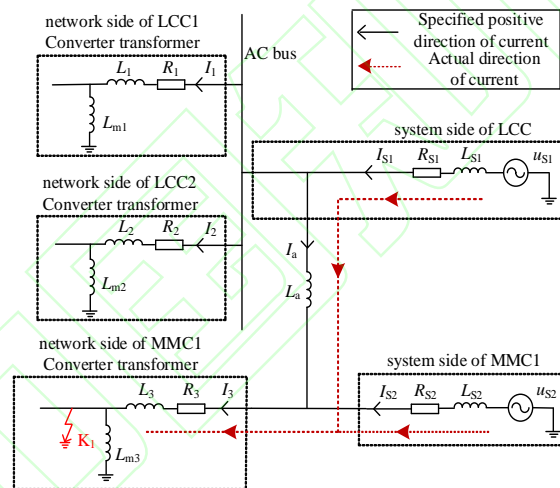 network side of LCC1
Converter transformer
AC bus
Specified positive
direction of current
Actual direction
of current
L1 R1 I1
Lm1
system side of LCC
IS1 RS1 LS1 uS1
network side of LCC2
Converter transformer
L2 R2 I2
Lm2
Ia
La
network side of MMC1
Converter transformer
system side of MMC1
L3 R3 I3
IS2 RS2 LS2 uS2
K1
Lm3